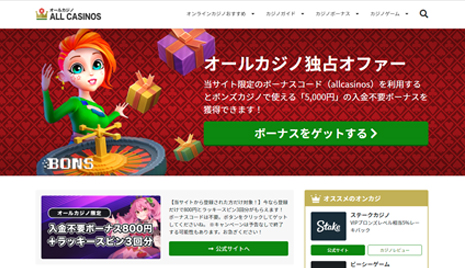 オールカジノ
ALL CASINOS
オンラインカジノおすすめ
カジノガイド
カジノボーナス
カジノゲーム
オールカジノ独占オファー
当サイト限定のボーナスコード（allcasinos）を利用する
とボンズカジノで使える「5,000円」の入金不要ボーナスを
獲得できます！
ボーナスをゲットする
BONS
オールカジノ限定
入金不要ボーナス800円
+ラッキースピン3回分
【当サイトから登録された方だけ対象！】今なら登録
だけで800円とラッキースピン3回分がもらえます！
ボーナスコードは不要。ボタンをクリックしてゲット
してくださいね。※キャンペーンは予告なしで終了
する可能性もあります。お急ぎください！
→ 公式サイトへ
オススメのオンカジ
Stake
ステークカジノ
VIPブロンズレベル相当5%レー
キバック
公式サイト
カジノレビュー
ビーシーゲーム